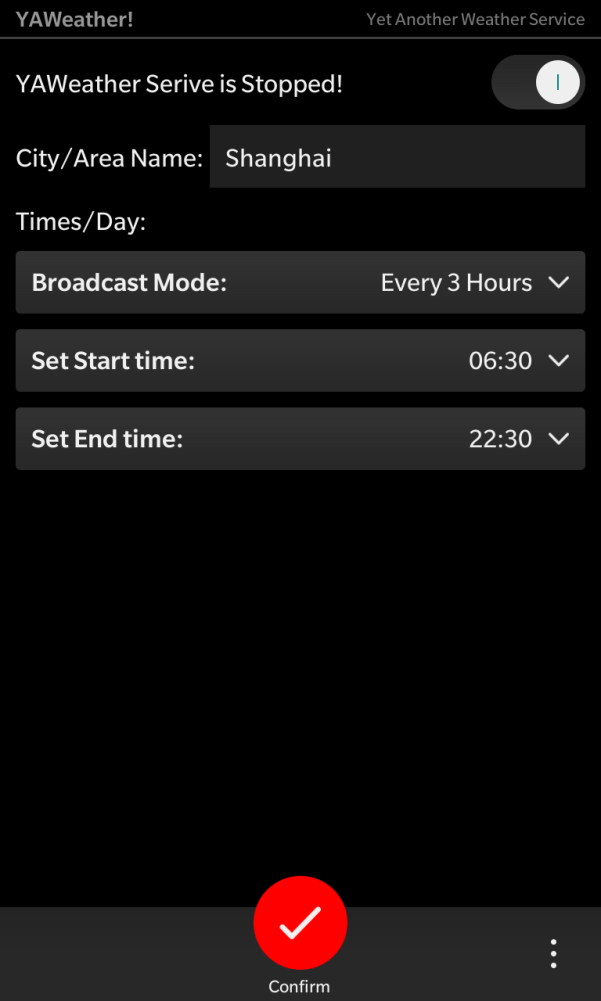 YAWeather! Yet Another Weather Service
YAWeather Serive is Stopped!
City/Area Name: Shanghai
Times/Day:
Broadcast Mode: Every 3 Hours
Set Start time: 06:30
Set End time: 22:30
Confirm